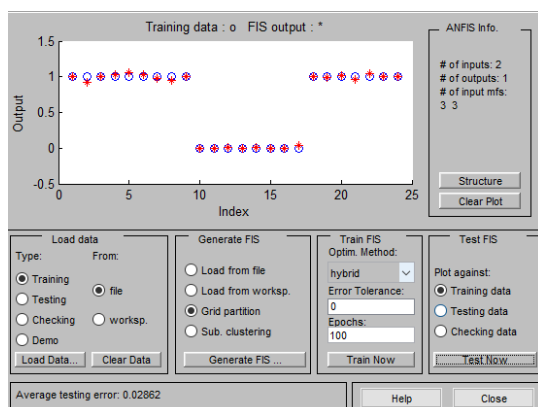 Training data : o   FIS output : *
1.5
1
0.5
0
-0.5
Output
0 5 10 15 20 25
Index
ANFIS Info.
# of inputs: 2
# of outputs: 1
# of input mfs:
3 3
Structure
Clear Plot
Load data
Type: From:
Training
Testing
Checking
Demo
file
worksp.
Load Data... Clear Data
Generate FIS
Load from file
Load from worksp.
Grid partition
Sub. clustering
Generate FIS ...
Train FIS
Optim. Method:
hybrid
Error Tolerance:
0
Epochs:
100
Train Now
Test FIS
Plot against:
Training data
Testing data
Checking data
Test Now
Average testing error: 0.02862
Help Close